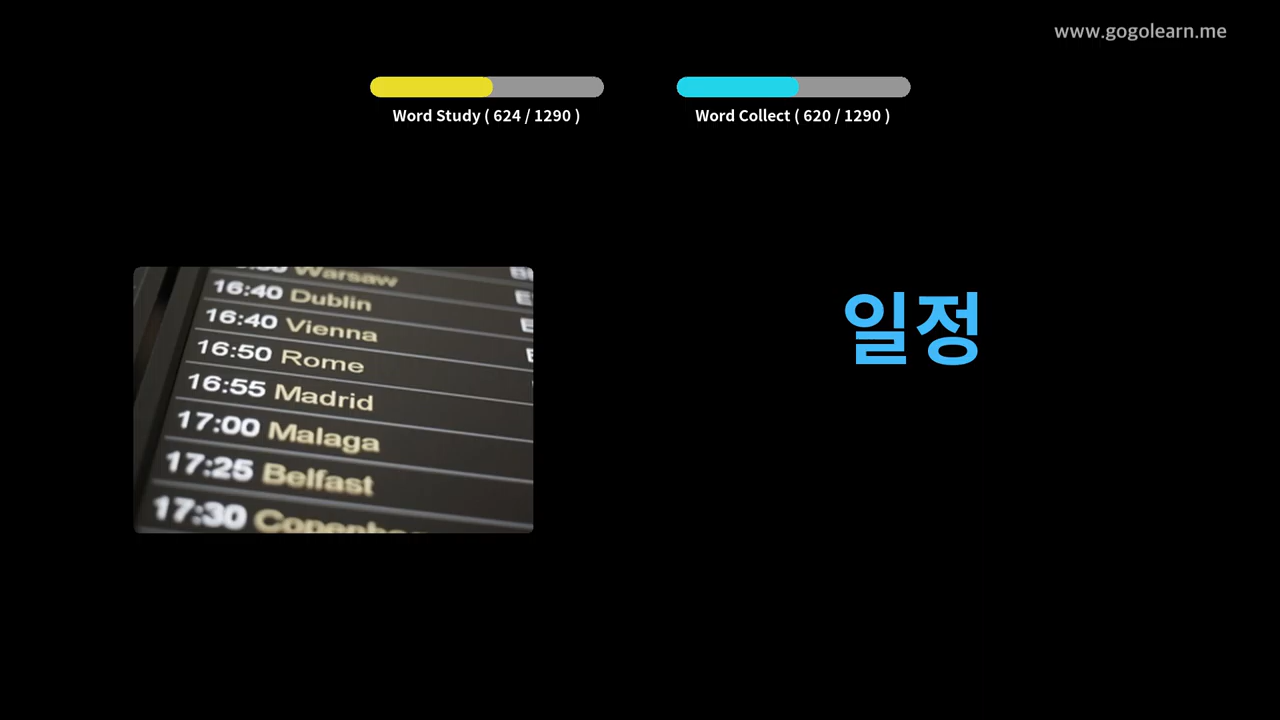 www.gogolearn.me
Word Study ( 624 / 1290 )
Word Collect ( 620 / 1290 )
Warsaw
16:40 Dublin
16:40 Vienna
16:50 Rome
16:55 Madrid
17:00 Malaga
17:25 Belfast
17:30
일정